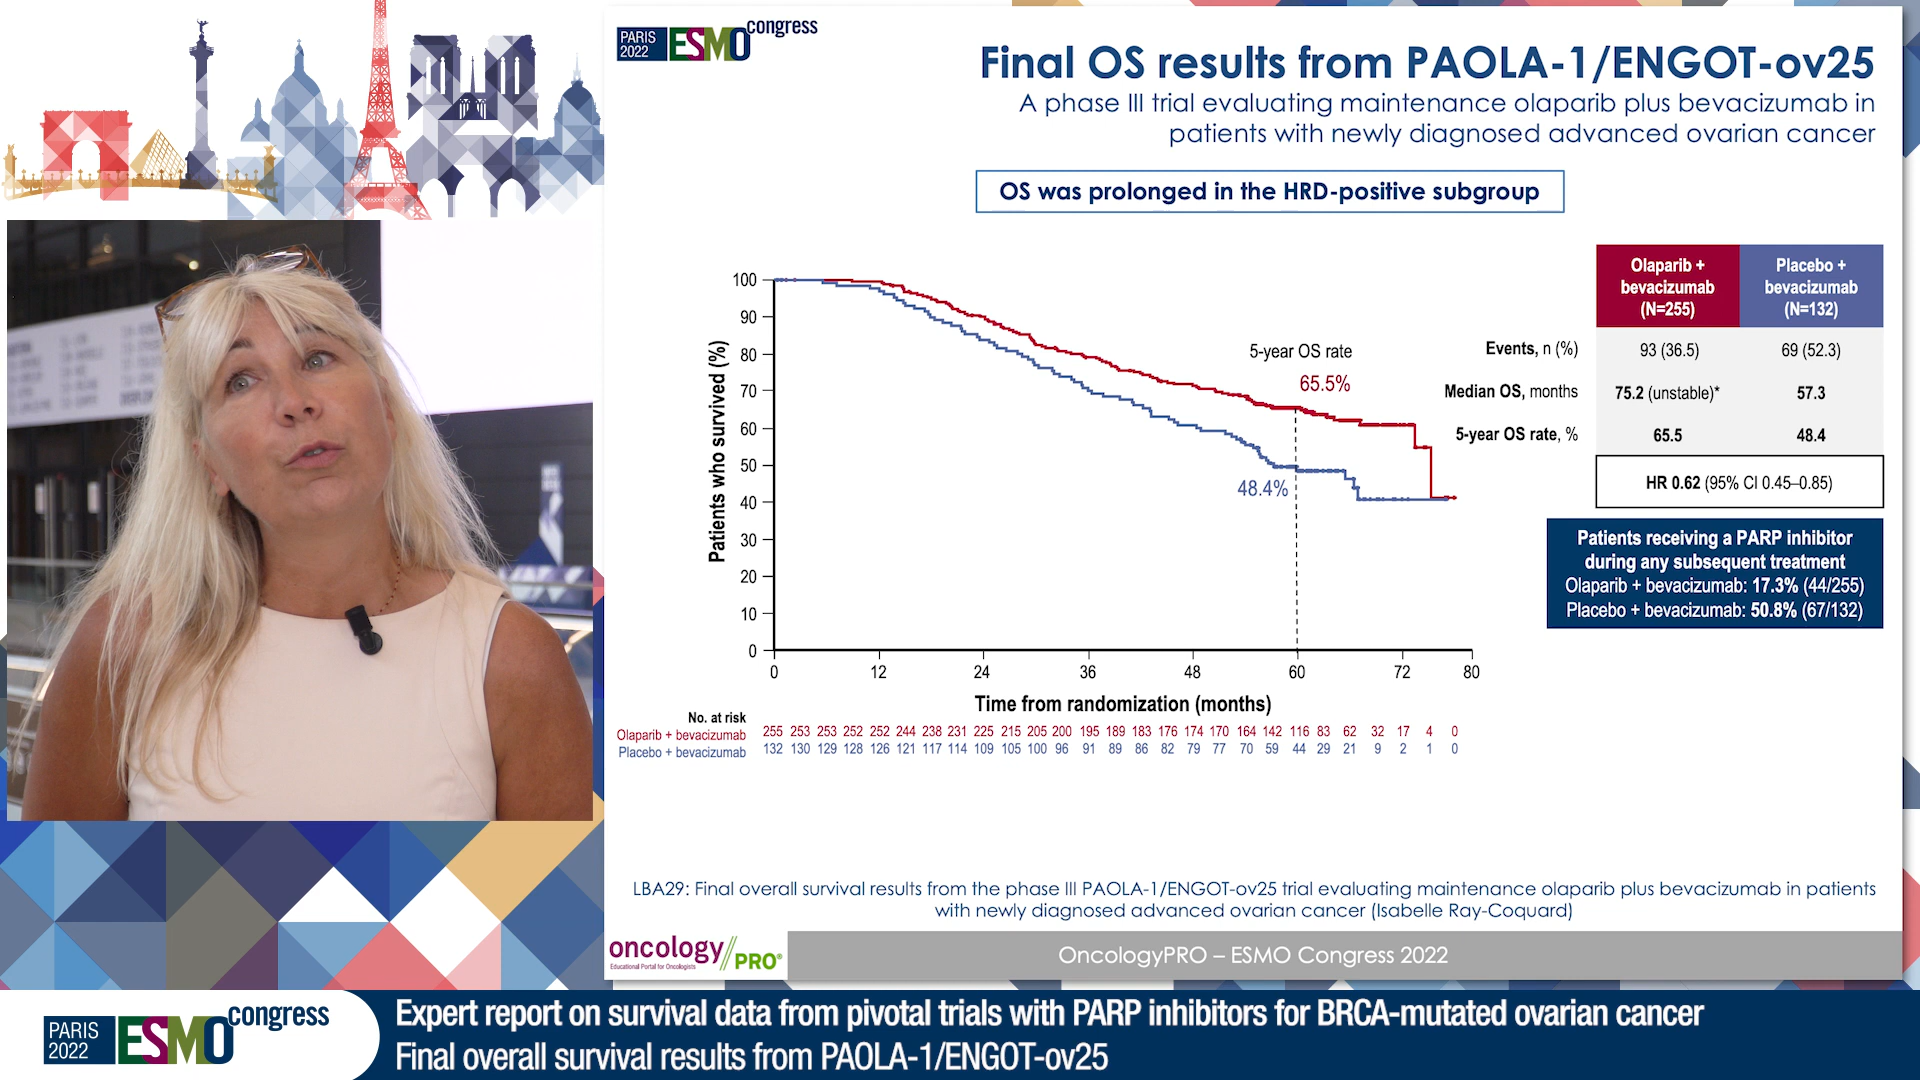 PARIS
2022
ESMO
congress
Final OS results from PAOLA-1/ENGOT-ov25
A phase III trial evaluating maintenance olaparib plus bevacizumab in
patients with newly diagnosed advanced ovarian cancer
OS was prolonged in the HRD-positive subgroup
Patients who survived (%)
100
90
80
70
60
50
40
30
20
10
0
5-year OS rate
65.5%
48.4%
0 12 24 36 48 60 72 80
Time from randomization (months)
No. at risk
Olaparib + bevacizumab 255 253 253 252 252 244 238 231 225 215 205 200 195 189 183 176 174 170 164 142 116 83 62 32 17 4 0
Placebo + bevacizumab 132 130 129 128 126 121 117 114 109 105 100 96 91 89 86 82 79 77 70 59 44 29 21 9 2 1 0
Olaparib +
bevacizumab
(N=255)
Placebo +
bevacizumab
(N=132)
Events, n (%) 93 (36.5) 69 (52.3)
Median OS, months 75.2 (unstable)* 57.3
5-year OS rate, % 65.5 48.4
HR 0.62 (95% CI 0.45–0.85)
Patients receiving a PARP inhibitor
during any subsequent treatment
Olaparib + bevacizumab: 17.3% (44/255)
Placebo + bevacizumab: 50.8% (67/132)
LBA29: Final overall survival results from the phase III PAOLA-1/ENGOT-ov25 trial evaluating maintenance olaparib plus bevacizumab in patients
with newly diagnosed advanced ovarian cancer (Isabelle Ray-Coquard)
oncology//PRO®
Educational Portal for Oncologists
OncologyPRO – ESMO Congress 2022
PARIS
2022
ESMO
congress
Expert report on survival data from pivotal trials with PARP inhibitors for BRCA-mutated ovarian cancer
Final overall survival results from PAOLA-1/ENGOT-ov25